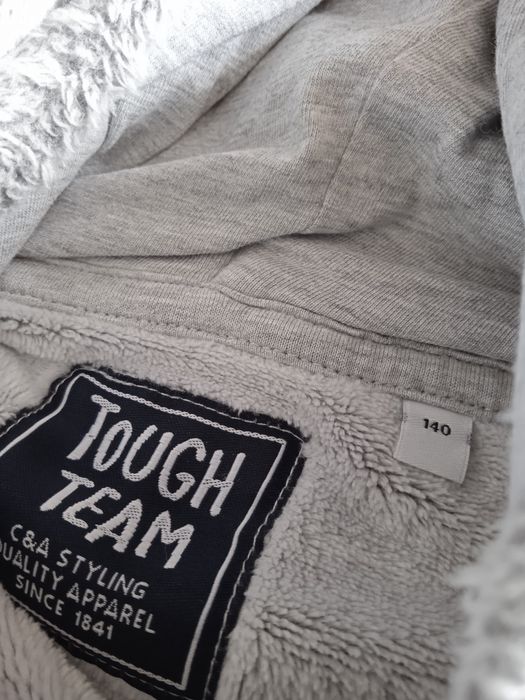 140
TOUGH
TEAM
C&A STYLING
QUALITY APPAREL
SINCE 1841